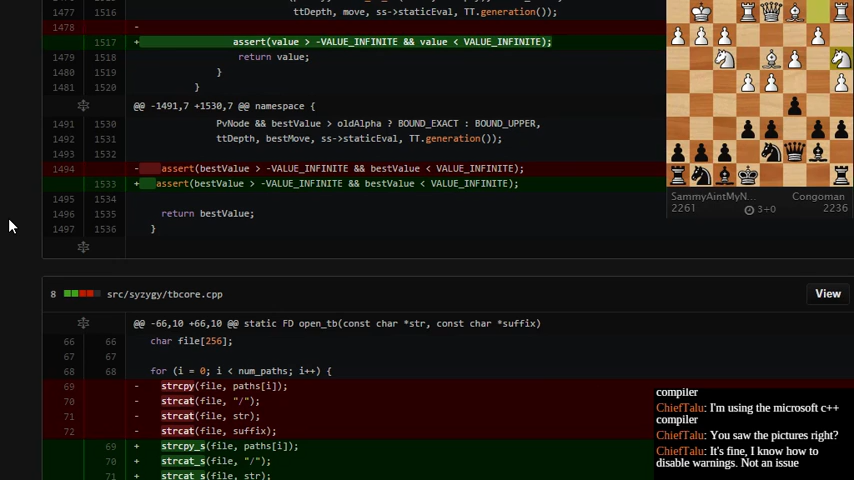 1477 1516 ttDepth, move, ss->staticEval, TT.generation());
1478 -
1517 + assert(value > -VALUE_INFINITE && value < VALUE_INFINITE);
1479 1518 return value;
1480 1519 }
1481 1520 }
@@ -1491,7 +1530,7 @@ namespace {
1491 1530 PvNode && bestValue > oldAlpha ? BOUND_EXACT : BOUND_UPPER,
1492 1531 ttDepth, bestMove, ss->staticEval, TT.generation());
1493 1532
1494 - assert(bestValue > -VALUE_INFINITE && bestValue < VALUE_INFINITE);
1533 + assert(bestValue > -VALUE_INFINITE && bestValue < VALUE_INFINITE);
1495 1534
1496 1535 return bestValue;
1497 1536 }
SammyAintMyN... Congoman
2261 3+0 2236
8 src/syzygy/tbcore.cpp View
@@ -66,10 +66,10 @@ static FD open_tb(const char *str, const char *suffix)
66 66 char file[256];
67 67
68 68 for (i = 0; i < num_paths; i++) {
69 - strcpy(file, paths[i]);
70 - strcat(file, "/");
71 - strcat(file, str);
72 - strcat(file, suffix);
69 + strcpy_s(file, paths[i]);
70 + strcat_s(file, "/");
71 + strcat_s(file, str);
compiler
ChiefTalu: I'm using the microsoft c++
compiler
ChiefTalu: You saw the pictures right?
ChiefTalu: It's fine, I know how to
disable warnings. Not an issue